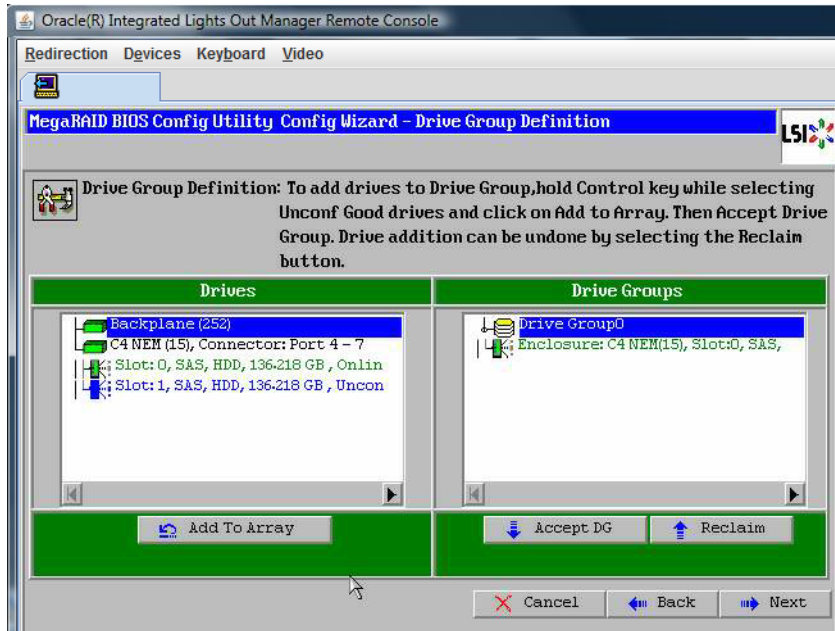 Oracle(R) Integrated Lights Out Manager Remote Console
Redirection Devices Keyboard Video
MegaRAID BIOS Config Utility Config Wizard – Drive Group Definition
LSI
Drive Group Definition: To add drives to Drive Group,hold Control key while selecting
Unconf Good drives and click on Add to Array. Then Accept Drive
Group. Drive addition can be undone by selecting the Reclaim
button.
Drives
Backplane (252)
C4 NEM (15), Connector: Port 4 - 7
Slot: 0, SAS, HDD, 136.218 GB , Onlin
Slot: 1, SAS, HDD, 136.218 GB , Uncon
Add To Array
Drive Groups
Drive Group0
Enclosure: C4 NEM(15), Slot:0, SAS,
Accept DG
Reclaim
Cancel
Back
Next